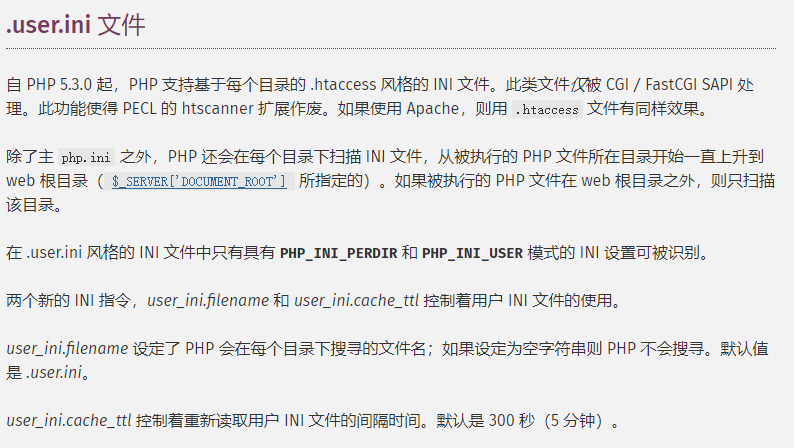 .user.ini 文件
自 PHP 5.3.0 起，PHP 支持基于每个目录的 .htaccess 风格的 INI 文件。此类文件仅被 CGI / FastCGI SAPI 处
理。此功能使得 PECL 的 htscanner 扩展作废。如果使用 Apache，则用 .htaccess 文件有同样效果。
除了主 php.ini 之外，PHP 还会在每个目录下扫描 INI 文件，从被执行的 PHP 文件所在目录开始一直上升到
web 根目录（$_SERVER['DOCUMENT_ROOT'] 所指定的）。如果被执行的 PHP 文件在 web 根目录之外，则只扫描
该目录。
在 .user.ini 风格的 INI 文件中只有具有 PHP_INI_PERDIR 和 PHP_INI_USER 模式的 INI 设置可被识别。
两个新的 INI 指令，user_ini.filename 和 user_ini.cache_ttl 控制着用户 INI 文件的使用。
user_ini.filename 设定了 PHP 会在每个目录下搜寻的文件名；如果设定为空字符串则 PHP 不会搜寻。默认值
是 .user.ini。
user_ini.cache_ttl 控制着重新读取用户 INI 文件的间隔时间。默认是 300 秒（5 分钟）。